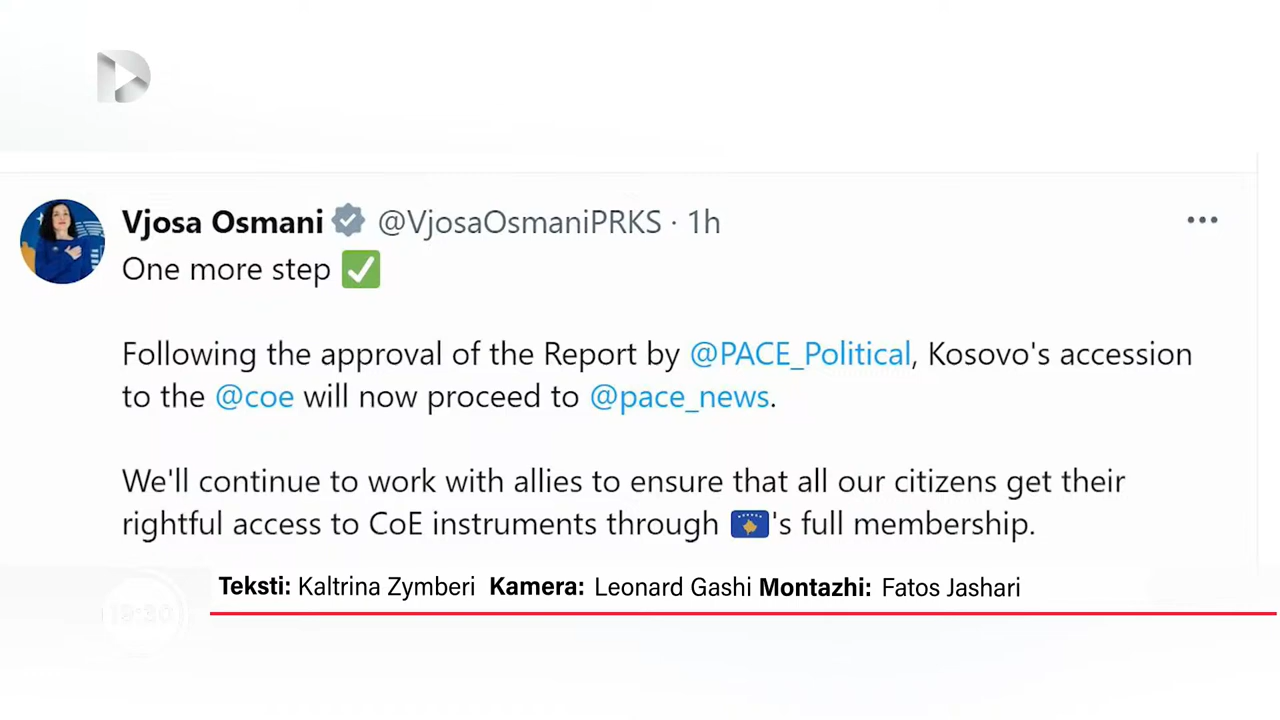 Vjosa Osmani @VjosaOsmaniPRKS · 1h
One more step ✅
Following the approval of the Report by @PACE_Political, Kosovo's accession
to the @coe will now proceed to @pace_news.
We'll continue to work with allies to ensure that all our citizens get their
rightful access to CoE instruments through 🇽🇰's full membership.
Teksti: Kaltrina Zymberi Kamera: Leonard Gashi Montazhi: Fatos Jashari